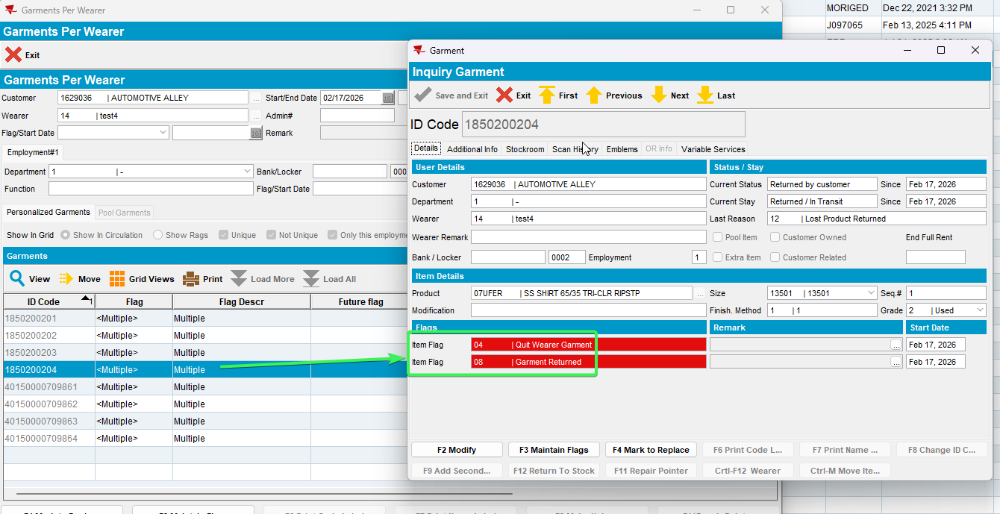 Garments Per Wearer
MORIGED Dec 22, 2021 3:32 PM
J097065 Feb 13, 2025 4:11 PM
Garments Per Wearer
Exit
Garments Per Wearer
Customer 1629036 | AUTOMOTIVE ALLEY ... Start/End Date 02/17/2026 16
Wearer 14 | test4 ... Admin#
Flag/Start Date 16 Remark
Employment#1
Department 1 | - Bank/Locker 000
Function Flag/Start Date
Personalized Garments Pool Garments
Show In Grid Show In Circulation Show Rags Unique Not Unique Only this employme
Garments
View Move Grid Views Print Load More Load All
ID Code 1 Flag Flag Descr Future flag
1850200201 <Multiple> Multiple
1850200202 <Multiple> Multiple
1850200203 <Multiple> Multiple
1850200204 <Multiple> Multiple
40150000709861 <Multiple> Multiple
40150000709862 <Multiple> Multiple
40150000709863 <Multiple> Multiple
40150000709864 <Multiple> Multiple
Garment
Inquiry Garment
Save and Exit Exit First Previous Next Last
ID Code 1850200204
Details Additional Info Stockroom Scan History Emblems OR Info Variable Services
User Details Status / Stay
Customer 1629036 | AUTOMOTIVE ALLEY Current Status Returned by customer Since Feb 17, 2026
Department 1 | - Current Stay Returned / In Transit Since Feb 17, 2026
Wearer 14 | test4 Last Reason 12 | Lost Product Returned
Wearer Remark Pool Item Customer Owned End Full Rent
Bank / Locker 0002 Employment 1 Extra Item Customer Related
Item Details
Product 07UFER | SS SHIRT 65/35 TRI-CLR RIPSTP ... Size 13501 | 13501 Seq.# 1
Modification Finish. Method 1 | 1 Grade 2 | Used
Flags Remark Start Date
Item Flag 04 | Quit Wearer Garment ... Feb 17, 2026
Item Flag 08 | Garment Returned ... Feb 17, 2026
F2 Modify F3 Maintain Flags F4 Mark to Replace F6 Print Code L... F7 Print Name ... F8 Change ID C...
F9 Add Second... F12 Return To Stock F11 Repair Pointer Crtl-F12 Wearer Ctrl-M Move Ite...